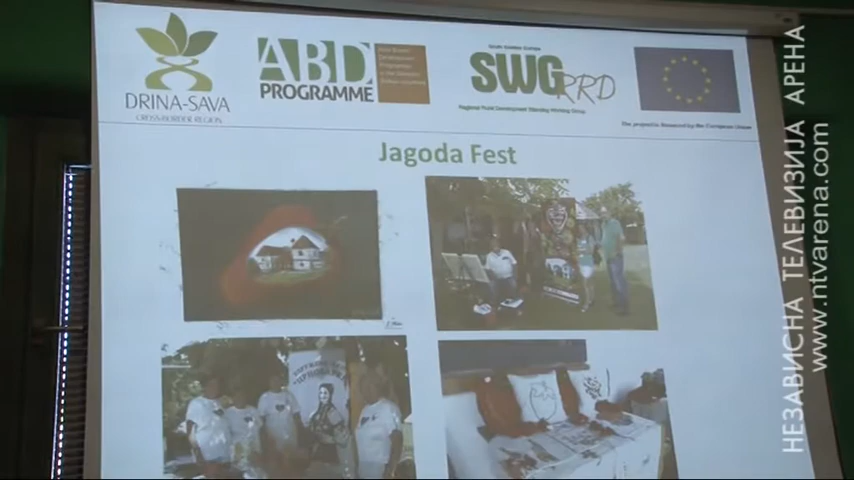 DRINA-SAVA
CROSS-BORDER REGION
ABD
PROGRAMME
SWG
RRD
Regional Rural Development Standing Working Group
The project is financed by the European Union
Jagoda Fest
НЕЗАВИСНА ТЕЛЕВИЗИЈА АРЕНА
www.ntvarena.com